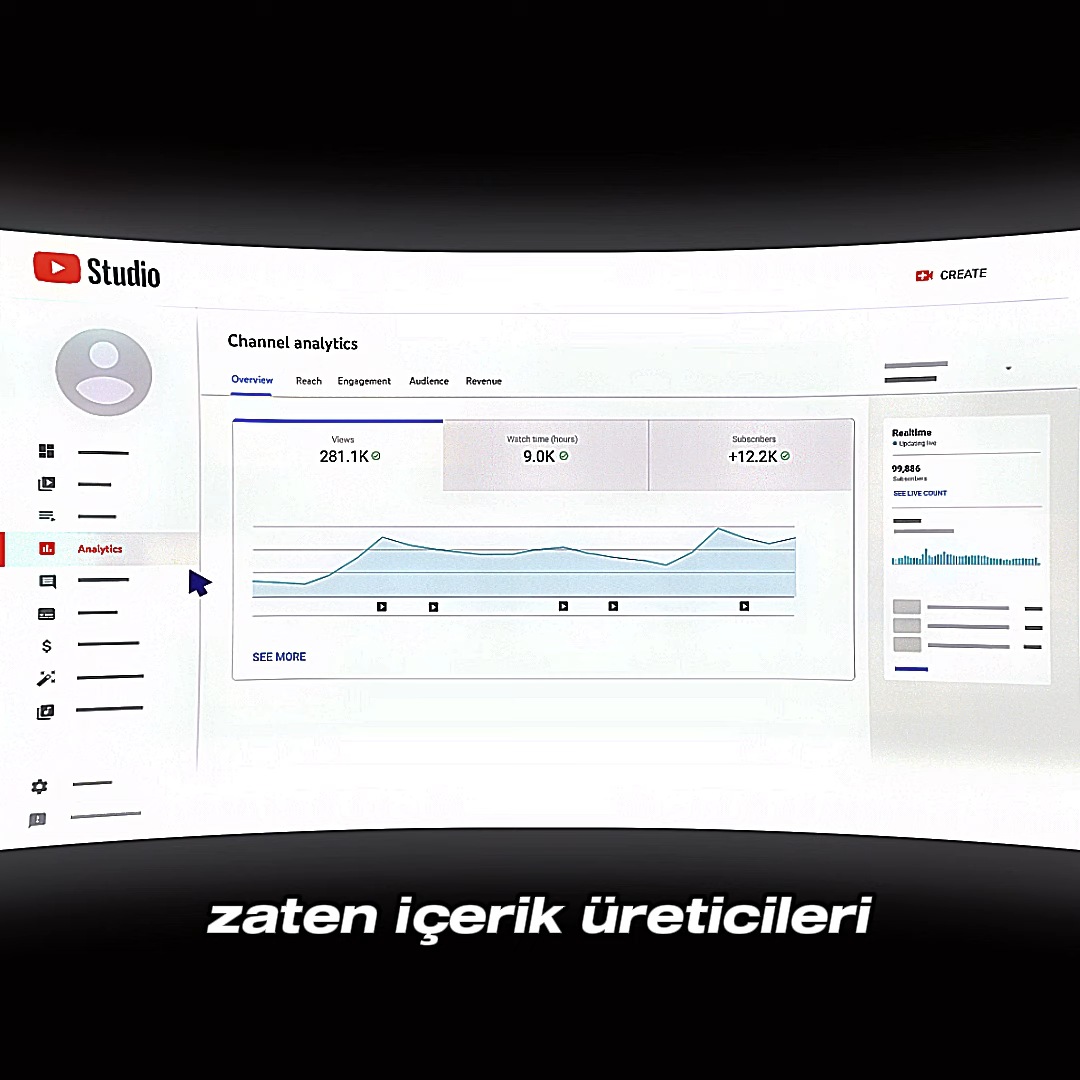 Studio
CREATE
Channel analytics
Overview Reach Engagement Audience Revenue
Views
281.1K
Watch time (hours)
9.0K
Subscribers
+12.2K
SEE MORE
Analytics
Realtime
Updating live
99,886
Subscribers
SEE LIVE COUNT
$
zaten içerik üreticileri